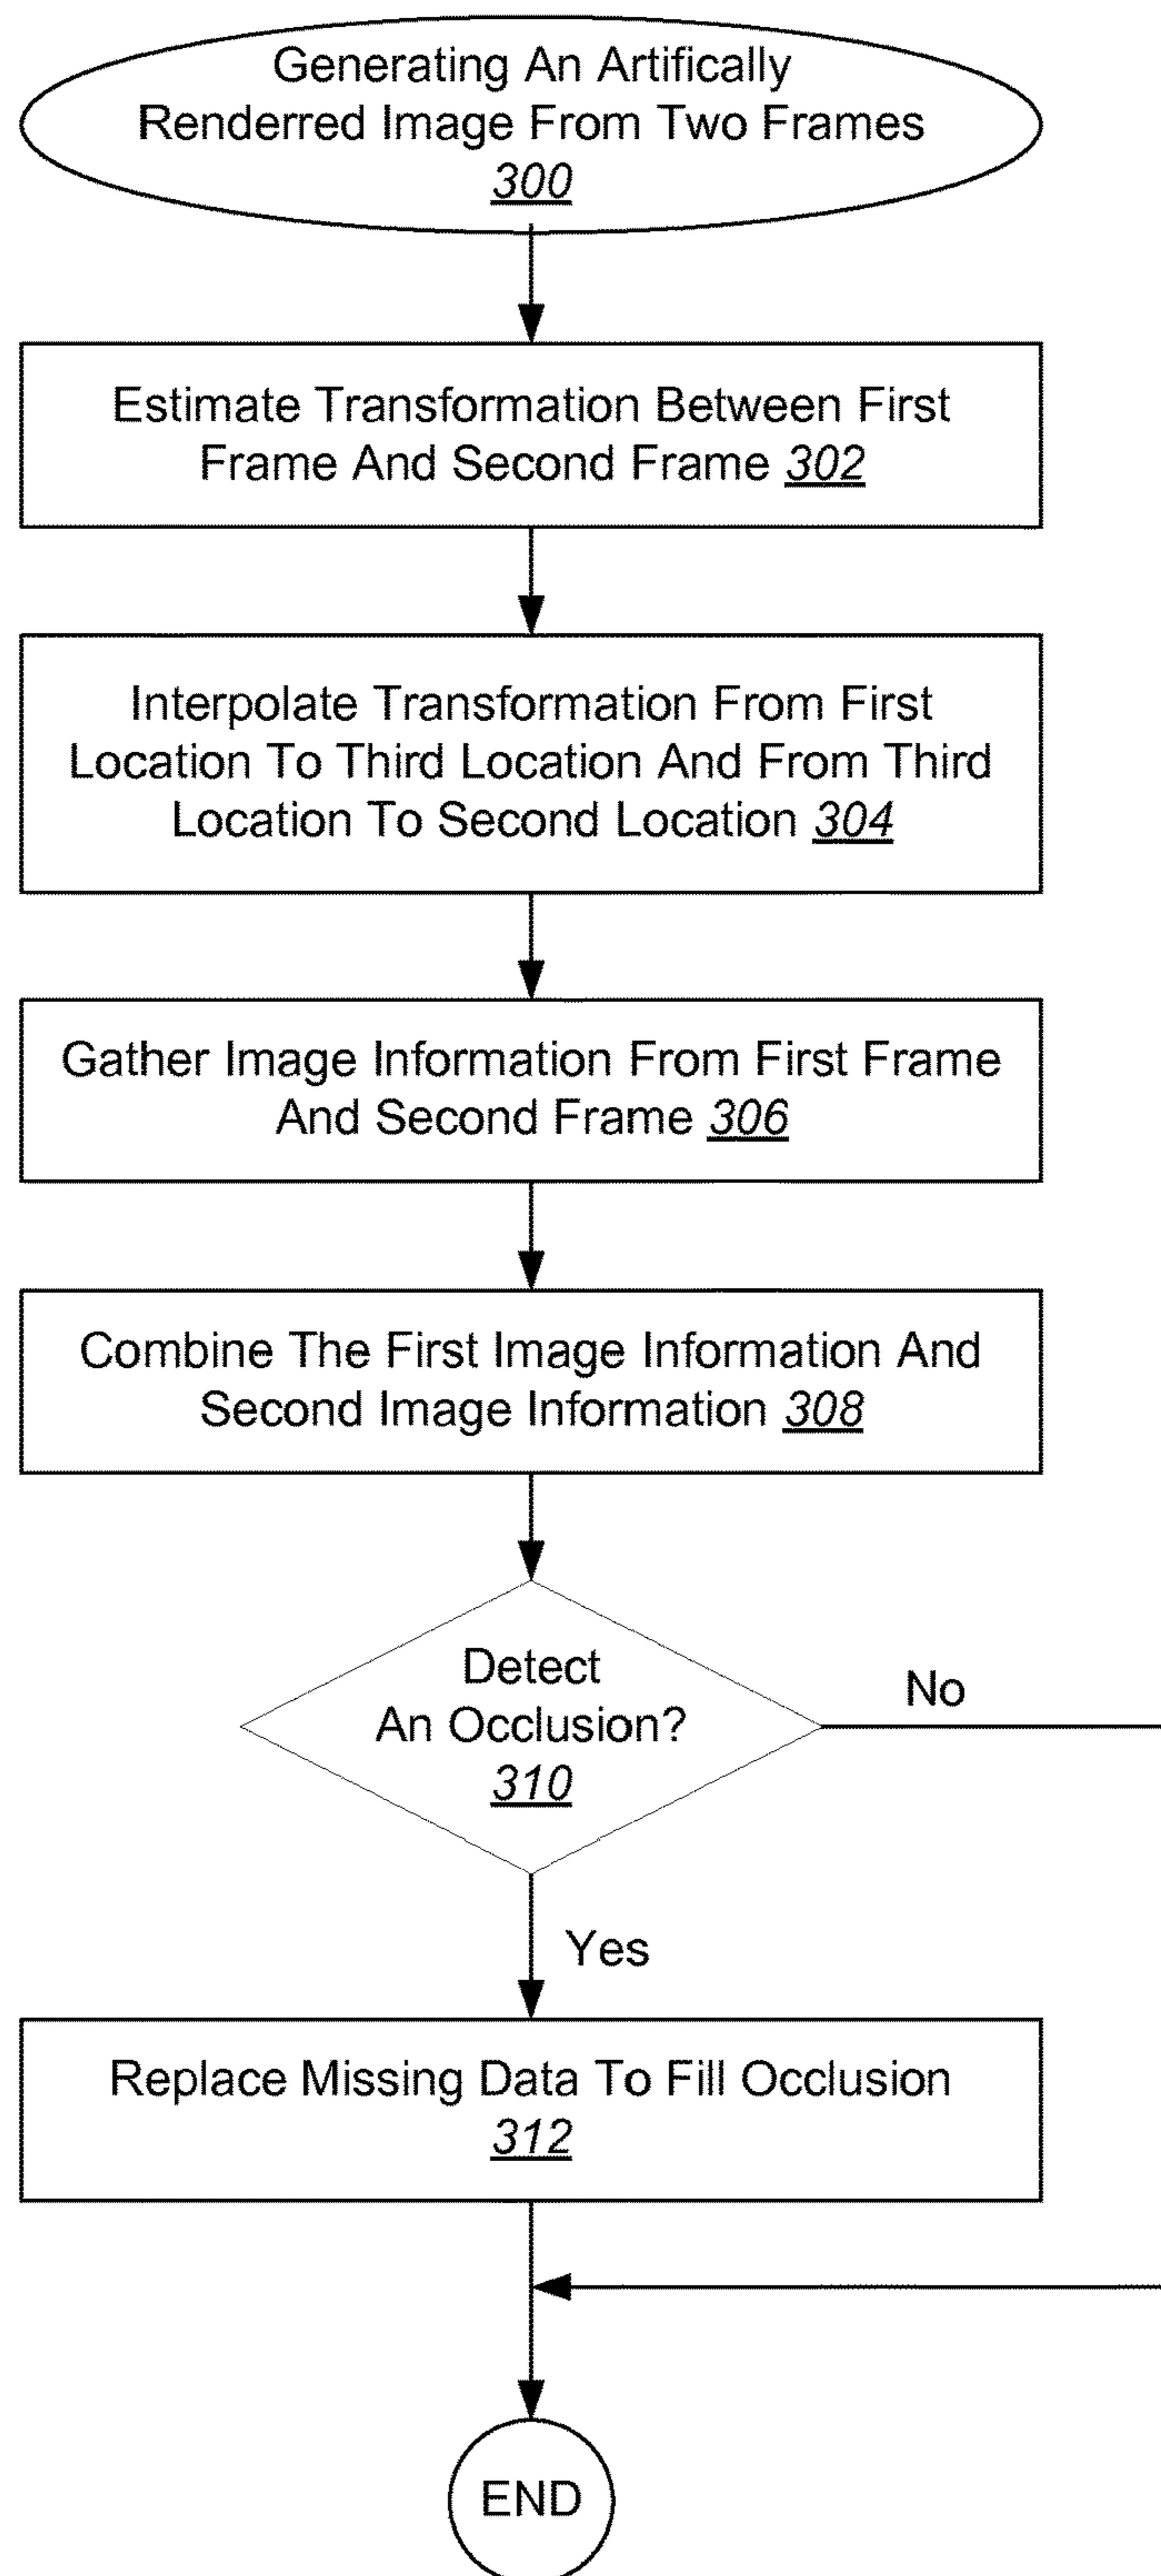 Generating An Artifically
Renderred Image From Two Frames
300
Estimate Transformation Between First
Frame And Second Frame 302
Interpolate Transformation From First
Location To Third Location And From Third
Location To Second Location 304
Gather Image Information From First Frame
And Second Frame 306
Combine The First Image Information And
Second Image Information 308
Detect
An Occlusion?
310
No
Yes
Replace Missing Data To Fill Occlusion
312
END